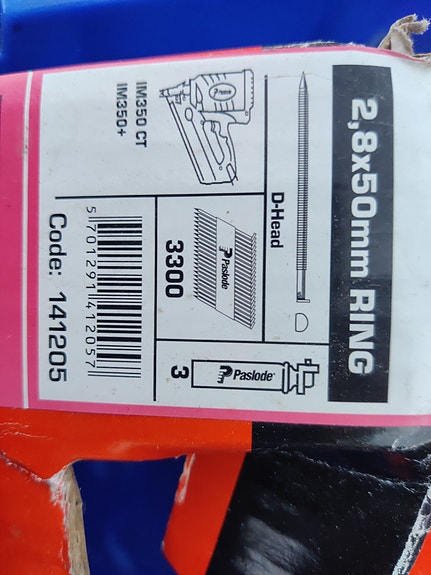 2,8x50mm RING
D-Head
IM350 CT
IM350+
Paslode
3300
Paslode®
3
5 701291 412057
Code: 141205